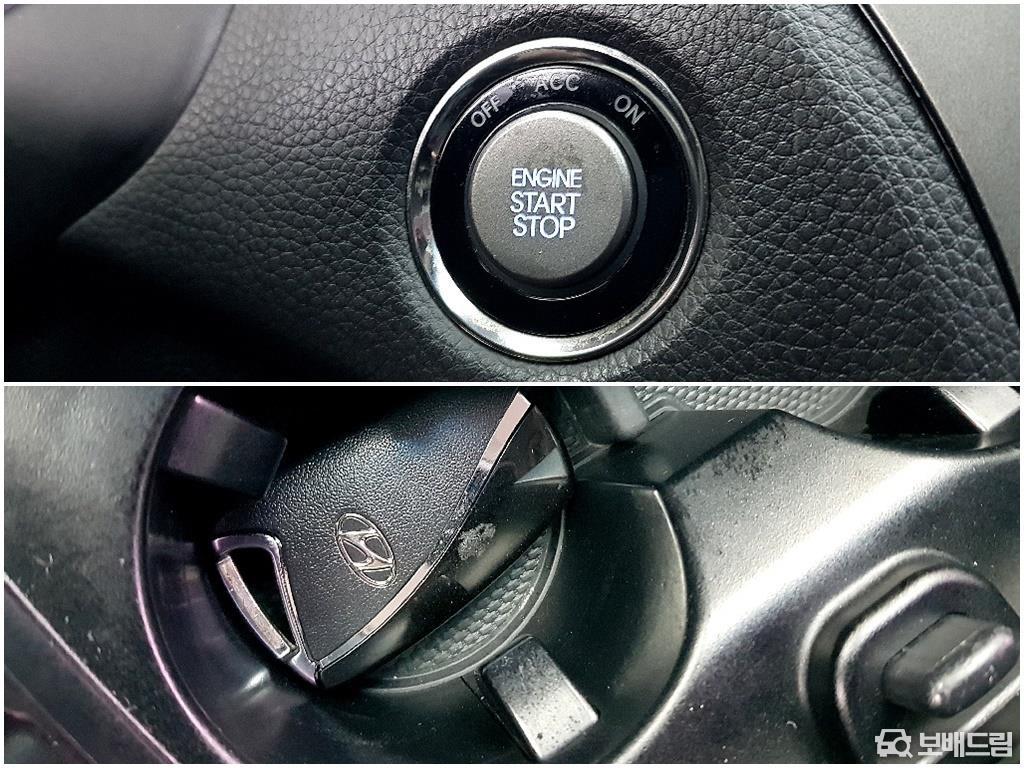 OFF ACC ON
ENGINE
START
STOP
보배드림